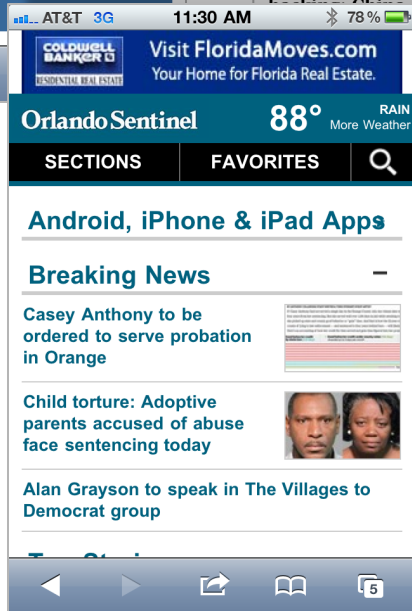 AT&T 3G 11:30 AM 78%
COLDWELL
BANKER
RESIDENTIAL REAL ESTATE
Visit FloridaMoves.com
Your Home for Florida Real Estate.
Orlando Sentinel 88° RAIN
More Weather
SECTIONS FAVORITES
Android, iPhone & iPad Apps
Breaking News
Casey Anthony to be
ordered to serve probation
in Orange
Child torture: Adoptive
parents accused of abuse
face sentencing today
Alan Grayson to speak in The Villages to
Democrat group
5